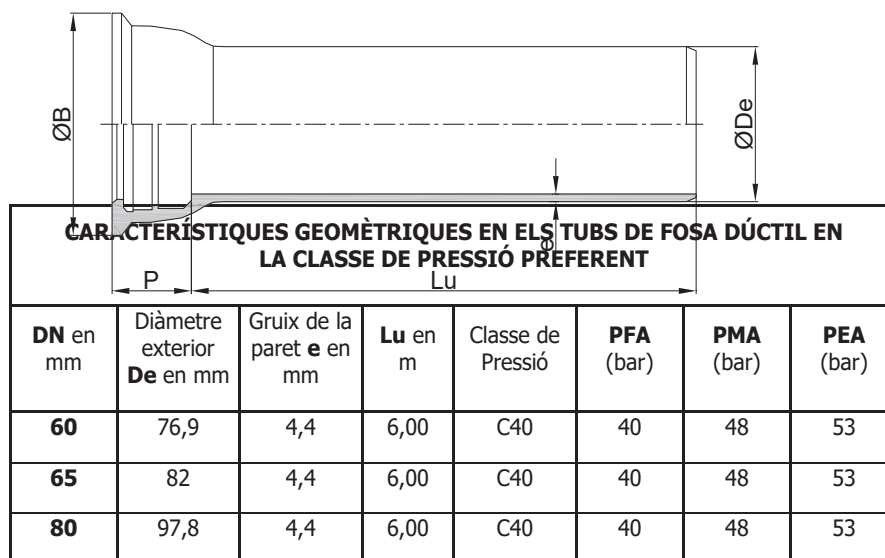 ØB
ØDe
e
P
Lu
CARACTERÍSTIQUES GEOMÈTRIQUES EN ELS TUBS DE FOSA DÚCTIL EN
LA CLASSE DE PRESSIÓ PREFERENT
DN en mm Diàmetre exterior De en mm Gruix de la paret e en mm Lu en m Classe de Pressió PFA (bar) PMA (bar) PEA (bar)
60 76,9 4,4 6,00 C40 40 48 53
65 82 4,4 6,00 C40 40 48 53
80 97,8 4,4 6,00 C40 40 48 53